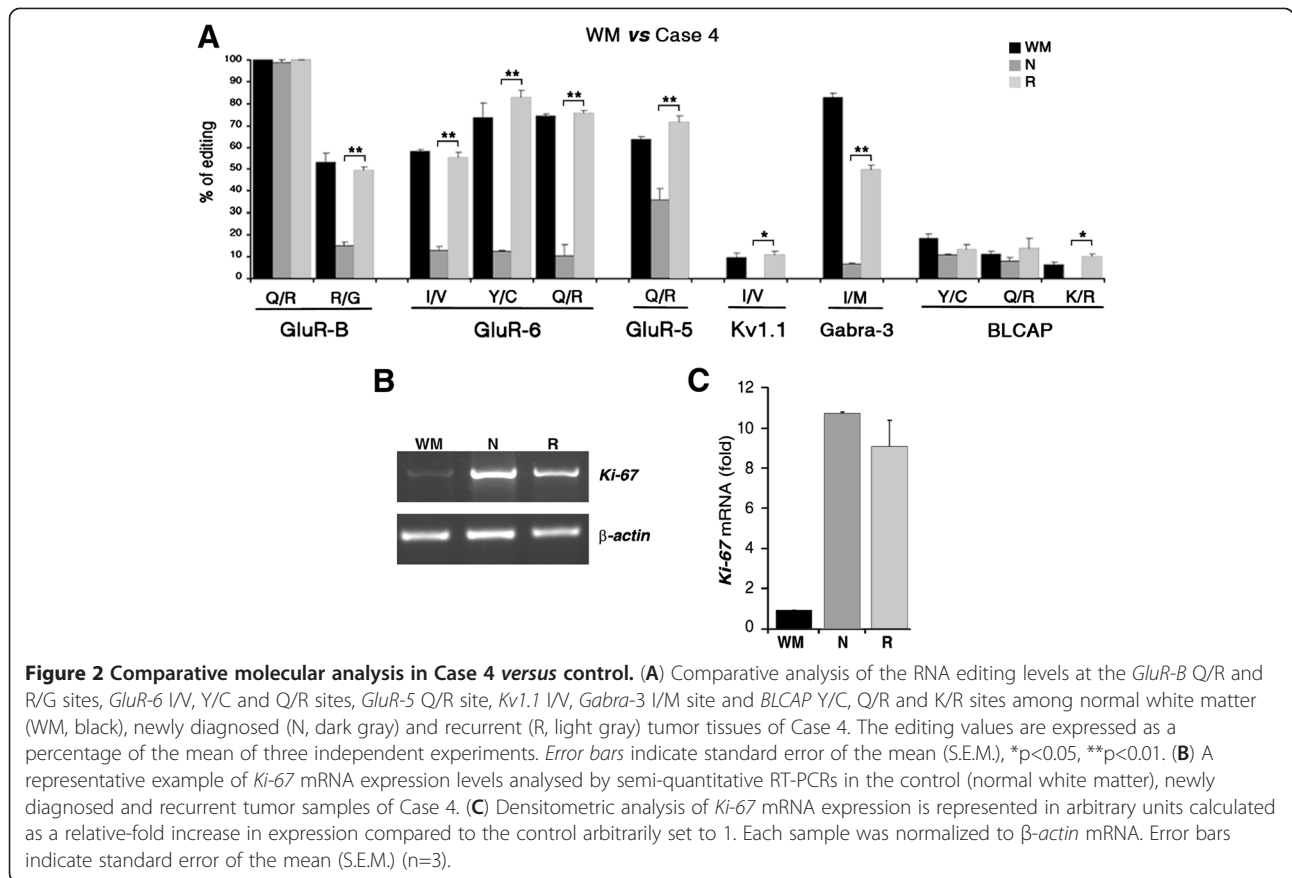 A
WM vs Case 4
WM
N
R
% of editing
100
90
80
70
60
50
40
30
20
10
0
** ** ** ** ** * ** *
Q/R R/G I/V Y/C Q/R Q/R I/V I/M Y/C Q/R K/R
GluR-B GluR-6 GluR-5 Kv1.1 Gabra-3 BLCAP
B
WM N R
Ki-67
β-actin
C
Ki-67 mRNA (fold)
12
10
8
6
4
2
0
WM N R
Figure 2 Comparative molecular analysis in Case 4 versus control. (A) Comparative analysis of the RNA editing levels at the GluR-B Q/R and
R/G sites, GluR-6 I/V, Y/C and Q/R sites, GluR-5 Q/R site, Kv1.1 I/V, Gabra-3 I/M site and BLCAP Y/C, Q/R and K/R sites among normal white matter
(WM, black), newly diagnosed (N, dark gray) and recurrent (R, light gray) tumor tissues of Case 4. The editing values are expressed as a
percentage of the mean of three independent experiments. Error bars indicate standard error of the mean (S.E.M.), *p<0.05, **p<0.01. (B) A
representative example of Ki-67 mRNA expression levels analysed by semi-quantitative RT-PCRs in the control (normal white matter), newly
diagnosed and recurrent tumor samples of Case 4. (C) Densitometric analysis of Ki-67 mRNA expression is represented in arbitrary units calculated
as a relative-fold increase in expression compared to the control arbitrarily set to 1. Each sample was normalized to β-actin mRNA. Error bars
indicate standard error of the mean (S.E.M.) (n=3).